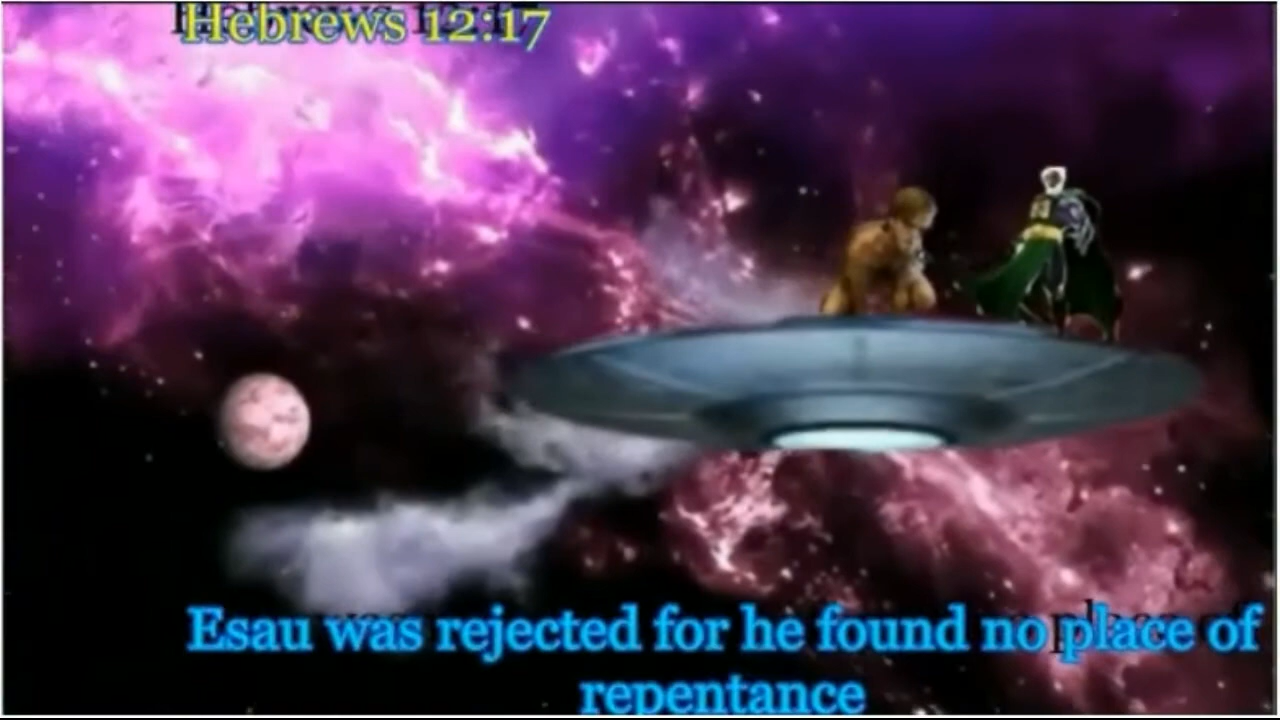 Hebrews 12:17
Esau was rejected for he found no place of
repentance